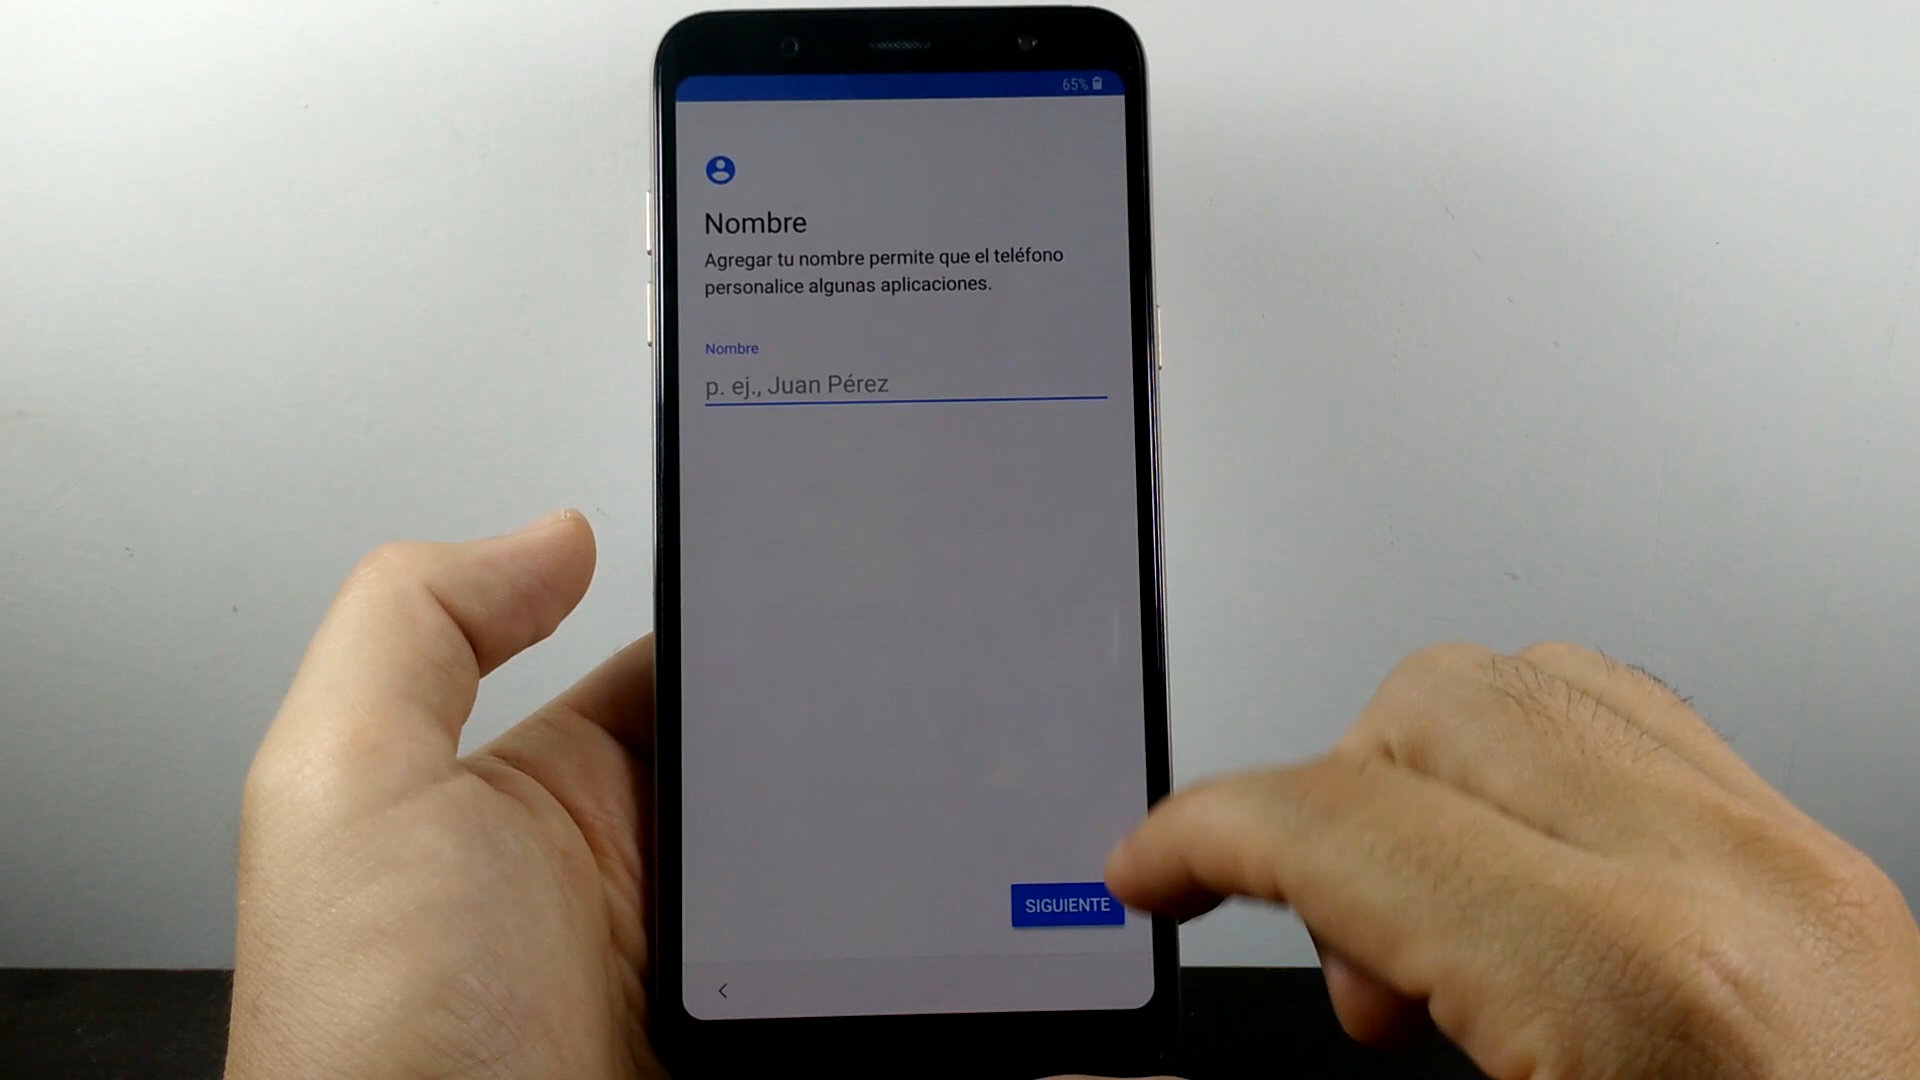 65%
Nombre
Agregar tu nombre permite que el teléfono
personalice algunas aplicaciones.
Nombre
p. ej., Juan Pérez
SIGUIENTE